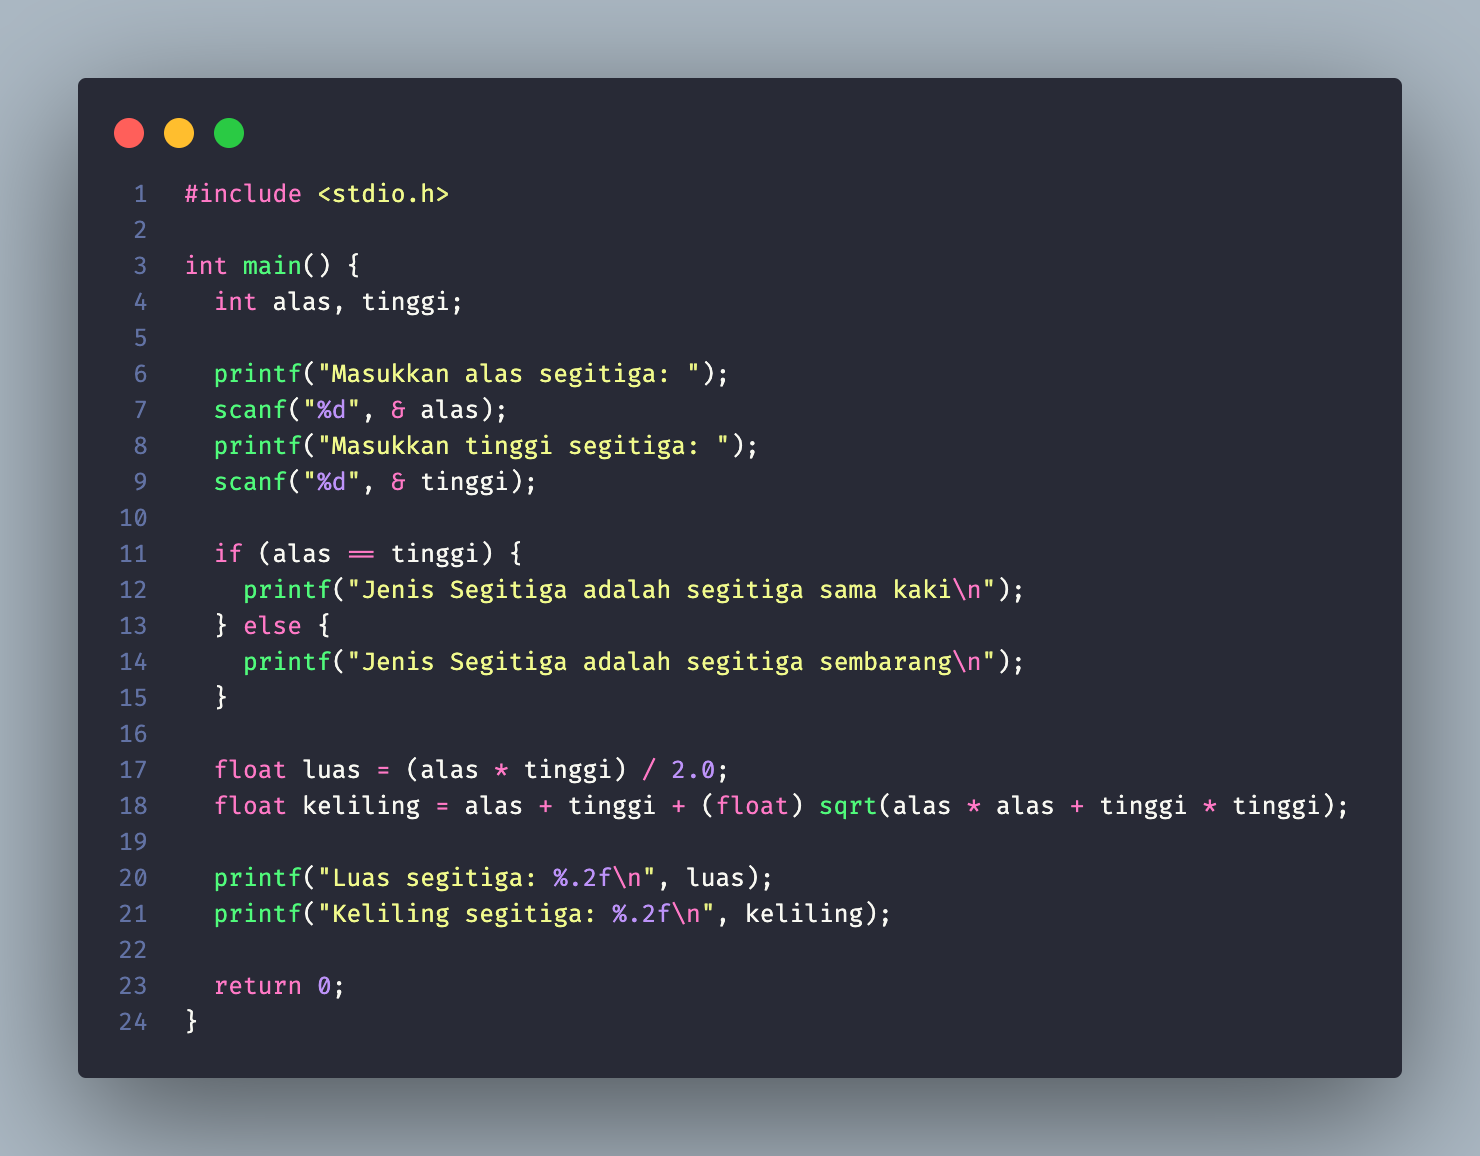 1 #include <stdio.h>
2
3 int main() {
4   int alas, tinggi;
5
6   printf("Masukkan alas segitiga: ");
7   scanf("%d", & alas);
8   printf("Masukkan tinggi segitiga: ");
9   scanf("%d", & tinggi);
10
11   if (alas == tinggi) {
12     printf("Jenis Segitiga adalah segitiga sama kaki\n");
13   } else {
14     printf("Jenis Segitiga adalah segitiga sembarang\n");
15   }
16
17   float luas = (alas * tinggi) / 2.0;
18   float keliling = alas + tinggi + (float) sqrt(alas * alas + tinggi * tinggi);
19
20   printf("Luas segitiga: %.2f\n", luas);
21   printf("Keliling segitiga: %.2f\n", keliling);
22
23   return 0;
24 }